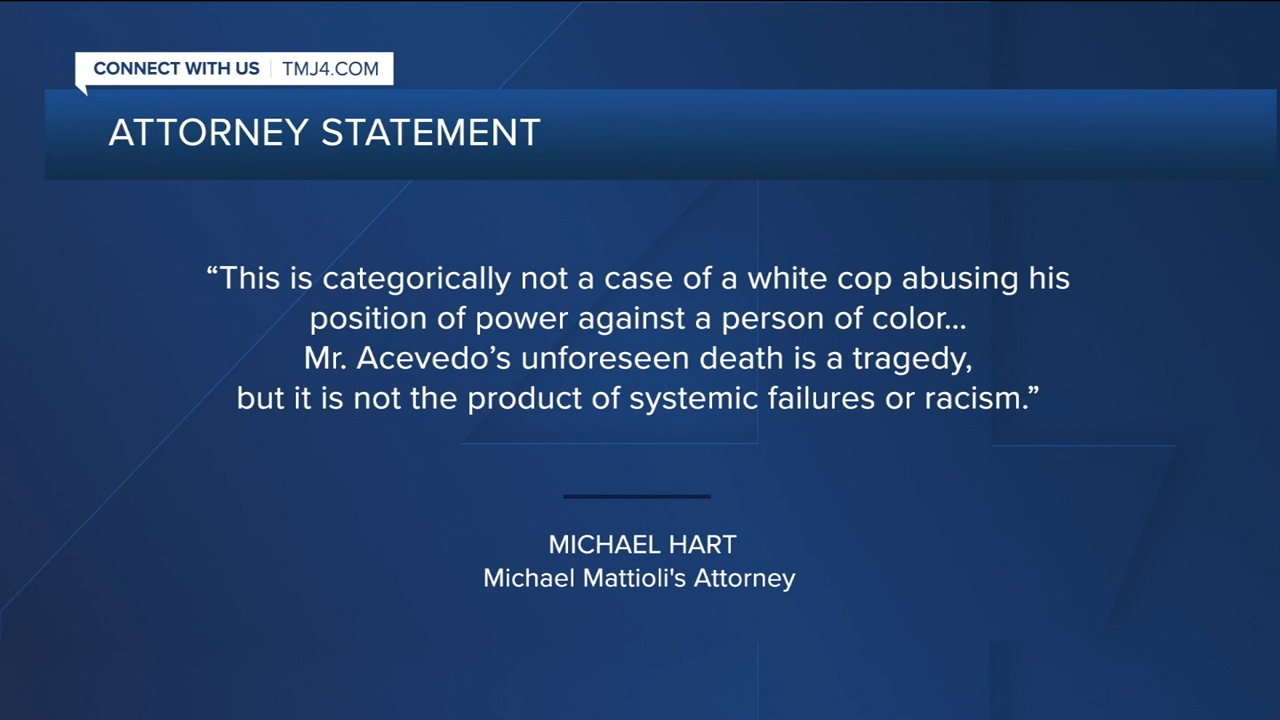 CONNECT WITH US | TMJ4.COM
ATTORNEY STATEMENT
“This is categorically not a case of a white cop abusing his
position of power against a person of color...
Mr. Acevedo’s unforeseen death is a tragedy,
but it is not the product of systemic failures or racism.”
MICHAEL HART
Michael Mattioli's Attorney